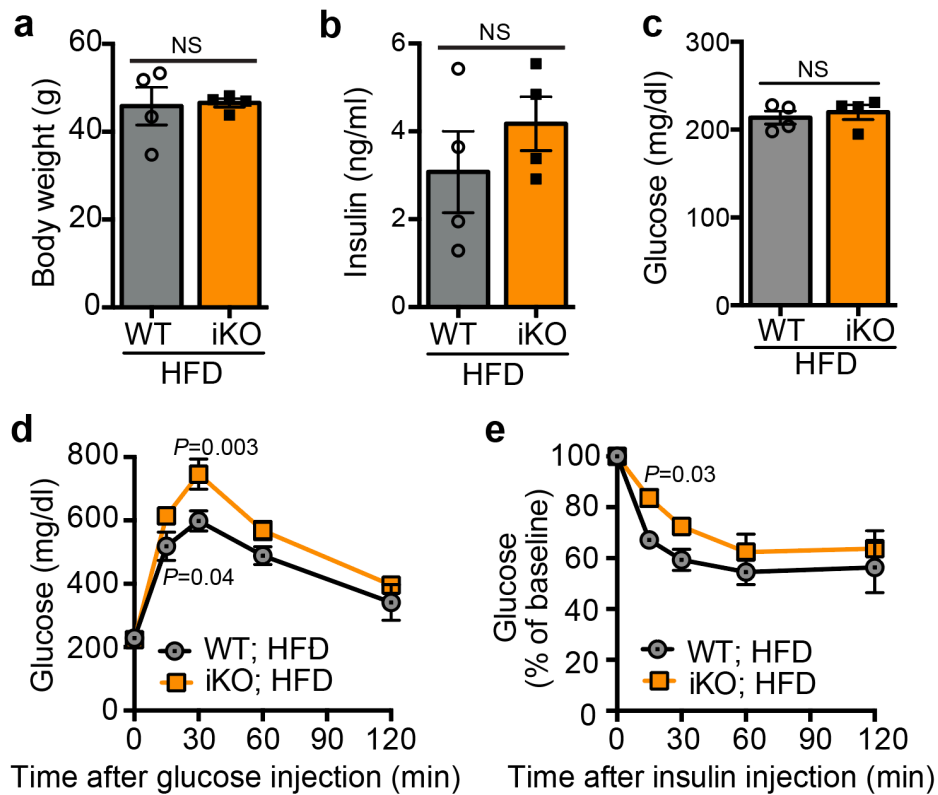 a
NS
Body weight (g)
60
40
20
0
WT iKO
HFD
b
NS
Insulin (ng/ml)
6
4
2
0
WT iKO
HFD
c
NS
Glucose (mg/dl)
300
200
100
0
WT iKO
HFD
d
Glucose (mg/dl)
800
600
400
200
0
P=0.003
P=0.04
WT; HFD
iKO; HFD
0 30 60 90 120
Time after glucose injection (min)
e
Glucose
(% of baseline)
100
80
60
40
20
0
P=0.03
WT; HFD
iKO; HFD
0 30 60 90 120
Time after insulin injection (min)